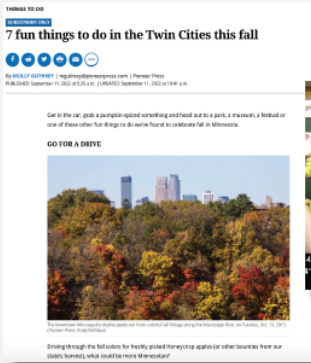 THINGS TO DO
SUBSCRIBER ONLY
7 fun things to do in the Twin Cities this fall
By MOLLY GUTHREY | mguthrey@pioneerpress.com | Pioneer Press
PUBLISHED: September 11, 2022 at 5:35 a.m. | UPDATED: September 11, 2022 at
Get in the car, grab a pumpkin-spiced something and head out to a park, a museum, a festival or
one of these other fun things to do we've found to celebrate fall in Minnesota.
GO FOR A DRIVE
The downtown Minneapolis skyline peeks out from colorful fall foliage along the Mississippi River on Tuesday, Oct. 13, 2015.
(Pioneer Press: Andy Rathbun)
Driving through the fall colors for freshly picked Honeycrisp apples (or other bounties from our
state's harvest), what could be more Minnesotan?